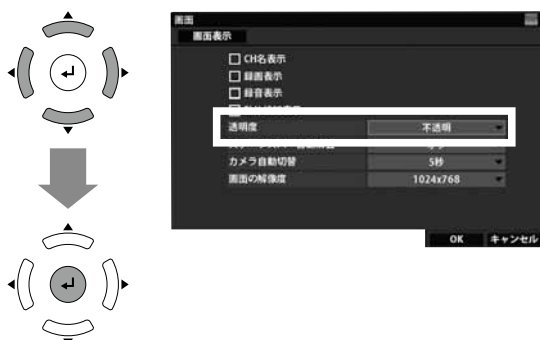 画面
画面表示
CH名表示
録画表示
録音表示
透明度 不透明
カメラ自動切替 5秒
画面の解像度 1024x768
OK キャンセル